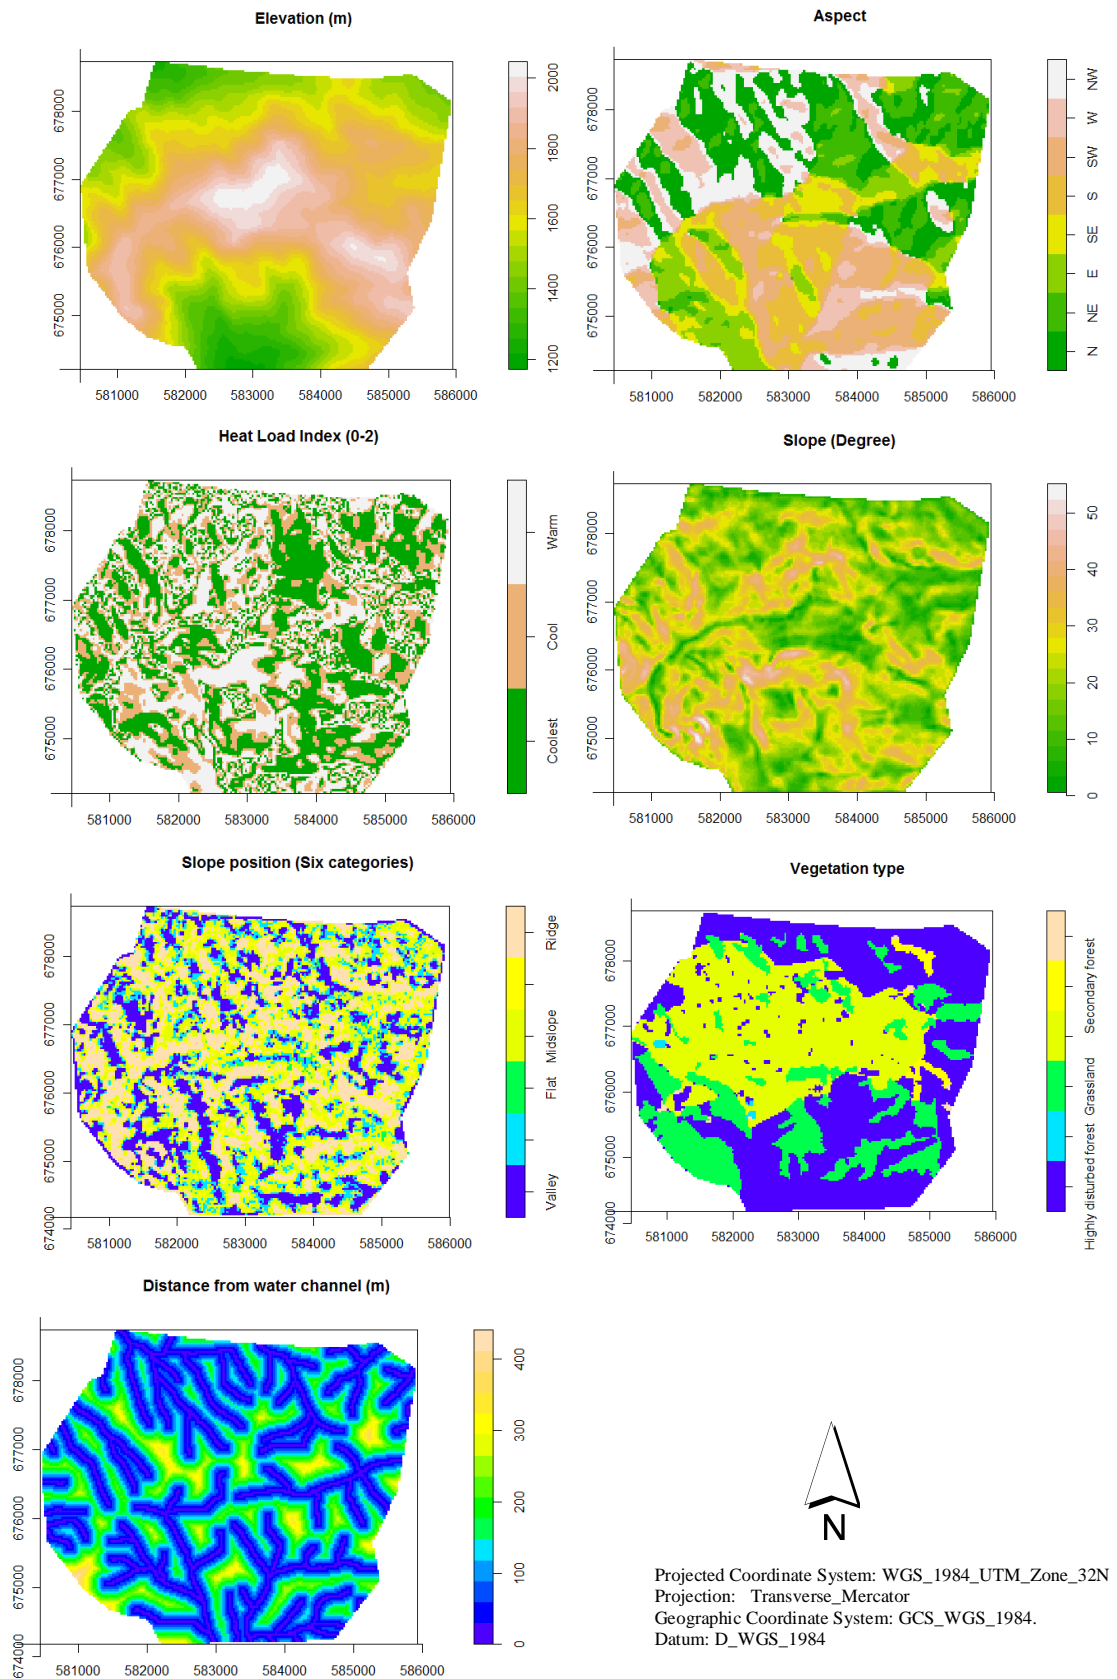 Elevation (m)
678000
677000
676000
675000
581000 582000 583000 584000 585000 586000
2000
1800
1600
1400
1200
Aspect
678000
677000
676000
675000
581000 582000 583000 584000 585000 586000
NW
W
SW
S
SE
E
NE
N
Heat Load Index (0-2)
678000
677000
676000
675000
581000 582000 583000 584000 585000 586000
Warm
Cool
Coolest
Slope (Degree)
678000
677000
676000
675000
581000 582000 583000 584000 585000 586000
50
40
30
20
10
0
Slope position (Six categories)
678000
677000
676000
675000
674000
581000 582000 583000 584000 585000 586000
Ridge
Midslope
Flat
Valley
Vegetation type
678000
677000
676000
675000
674000
581000 582000 583000 584000 585000 586000
Secondary forest
Grassland
Highly disturbed forest
Distance from water channel (m)
678000
677000
676000
675000
674000
581000 582000 583000 584000 585000 586000
400
300
200
100
0
N
Projected Coordinate System: WGS_1984_UTM_Zone_32N
Projection: Transverse_Mercator
Geographic Coordinate System: GCS_WGS_1984.
Datum: D_WGS_1984